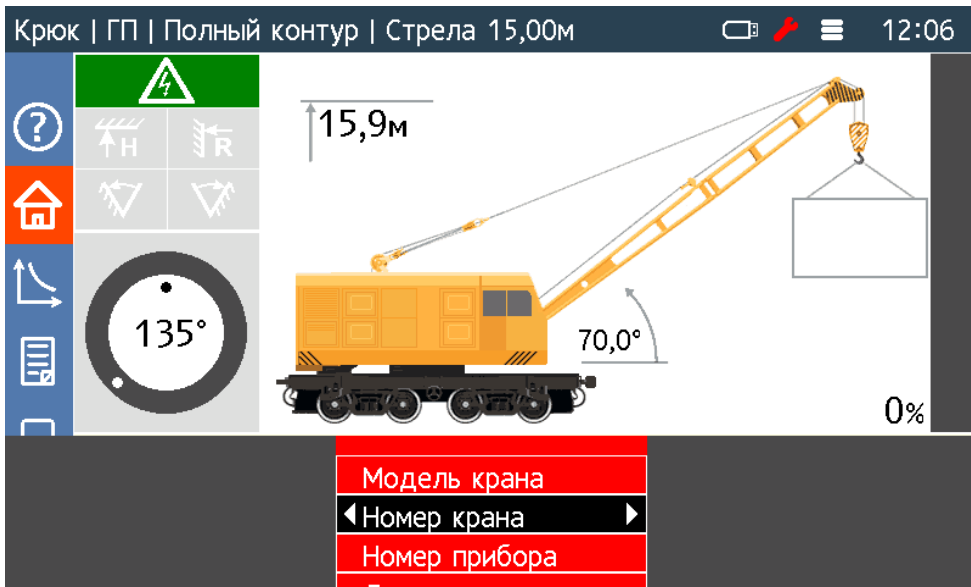 Крюк | ГП | Полный контур | Стрела 15,00м 12:06
?
15,9м
H R
135°
70,0°
0%
Модель крана
Номер крана
Номер прибора